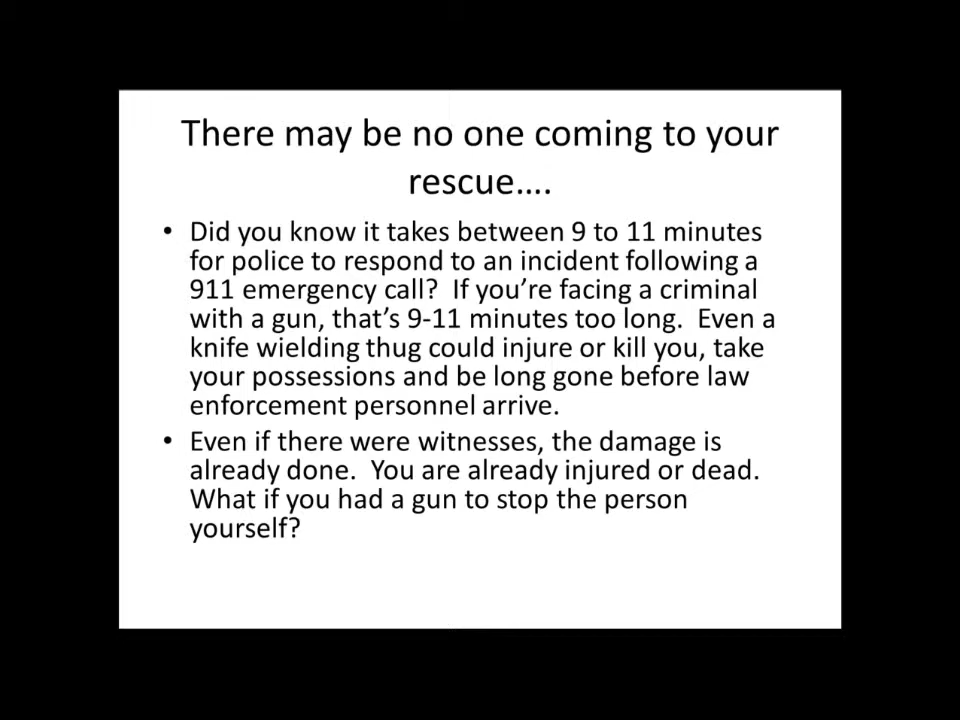 There may be no one coming to your
rescue….
• Did you know it takes between 9 to 11 minutes
for police to respond to an incident following a
911 emergency call?  If you’re facing a criminal
with a gun, that’s 9-11 minutes too long.  Even a
knife wielding thug could injure or kill you, take
your possessions and be long gone before law
enforcement personnel arrive.
• Even if there were witnesses, the damage is
already done.  You are already injured or dead.
What if you had a gun to stop the person
yourself?